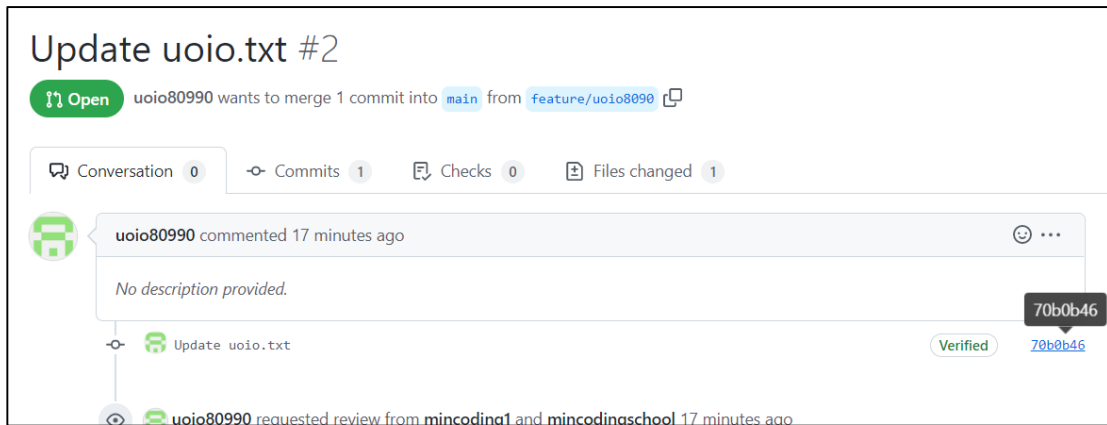 Update uoio.txt #2
Open uoio80990 wants to merge 1 commit into main from feature/uoio8090
Conversation 0 Commits 1 Checks 0 Files changed 1
uoio80990 commented 17 minutes ago
No description provided.
70b0b46
Update uoio.txt Verified 70b0b46
uoio80990 requested review from mincoding1 and mincodingschool 17 minutes ago